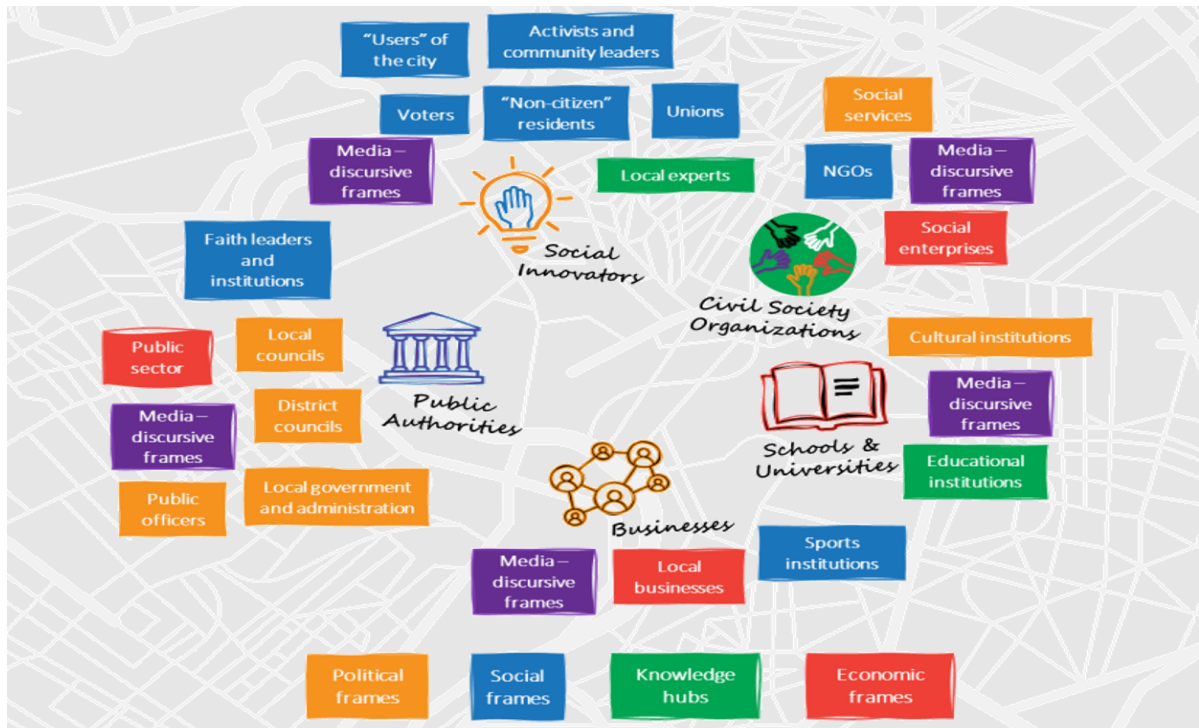 "Users" of
the city
Activists and
community leaders
Voters
"Non-citizen"
residents
Unions
Social
services
Media –
discursive
frames
Local experts
NGOs
Media –
discursive
frames
Social
Innovators
Social
enterprises
Faith leaders
and
institutions
Civil Society
Organizations
Public
sector
Local
councils
Public
Authorities
Cultural institutions
Media –
discursive
frames
District
councils
Media –
discursive
frames
Schools &
Universities
Educational
institutions
Public
officers
Local government
and administration
Businesses
Media –
discursive
frames
Local
businesses
Sports
institutions
Political
frames
Social
frames
Knowledge
hubs
Economic
frames